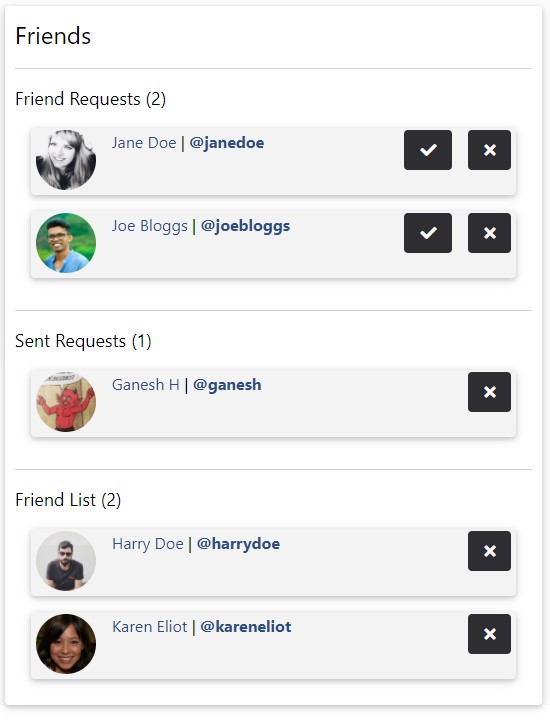 Friends
Friend Requests (2)
Jane Doe | @janedoe
Joe Bloggs | @joebloggs
Sent Requests (1)
Ganesh H | @ganesh
Friend List (2)
Harry Doe | @harrydoe
Karen Eliot | @kareneliot